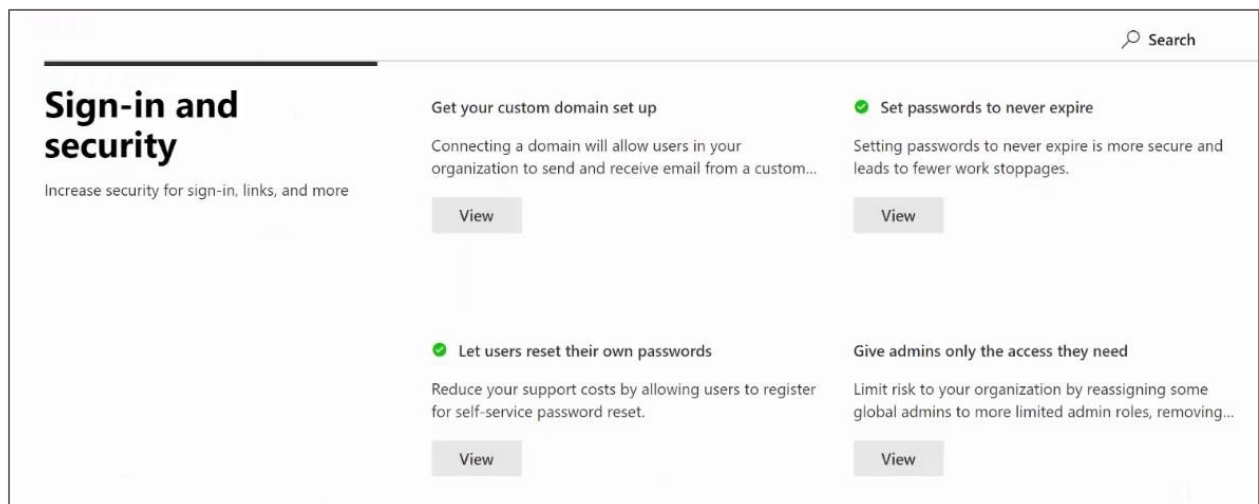 Search
Sign-in and
security
Increase security for sign-in, links, and more
Get your custom domain set up
Connecting a domain will allow users in your
organization to send and receive email from a custom...
View
Set passwords to never expire
Setting passwords to never expire is more secure and
leads to fewer work stoppages.
View
Let users reset their own passwords
Reduce your support costs by allowing users to register
for self-service password reset.
View
Give admins only the access they need
Limit risk to your organization by reassigning some
global admins to more limited admin roles, removing...
View